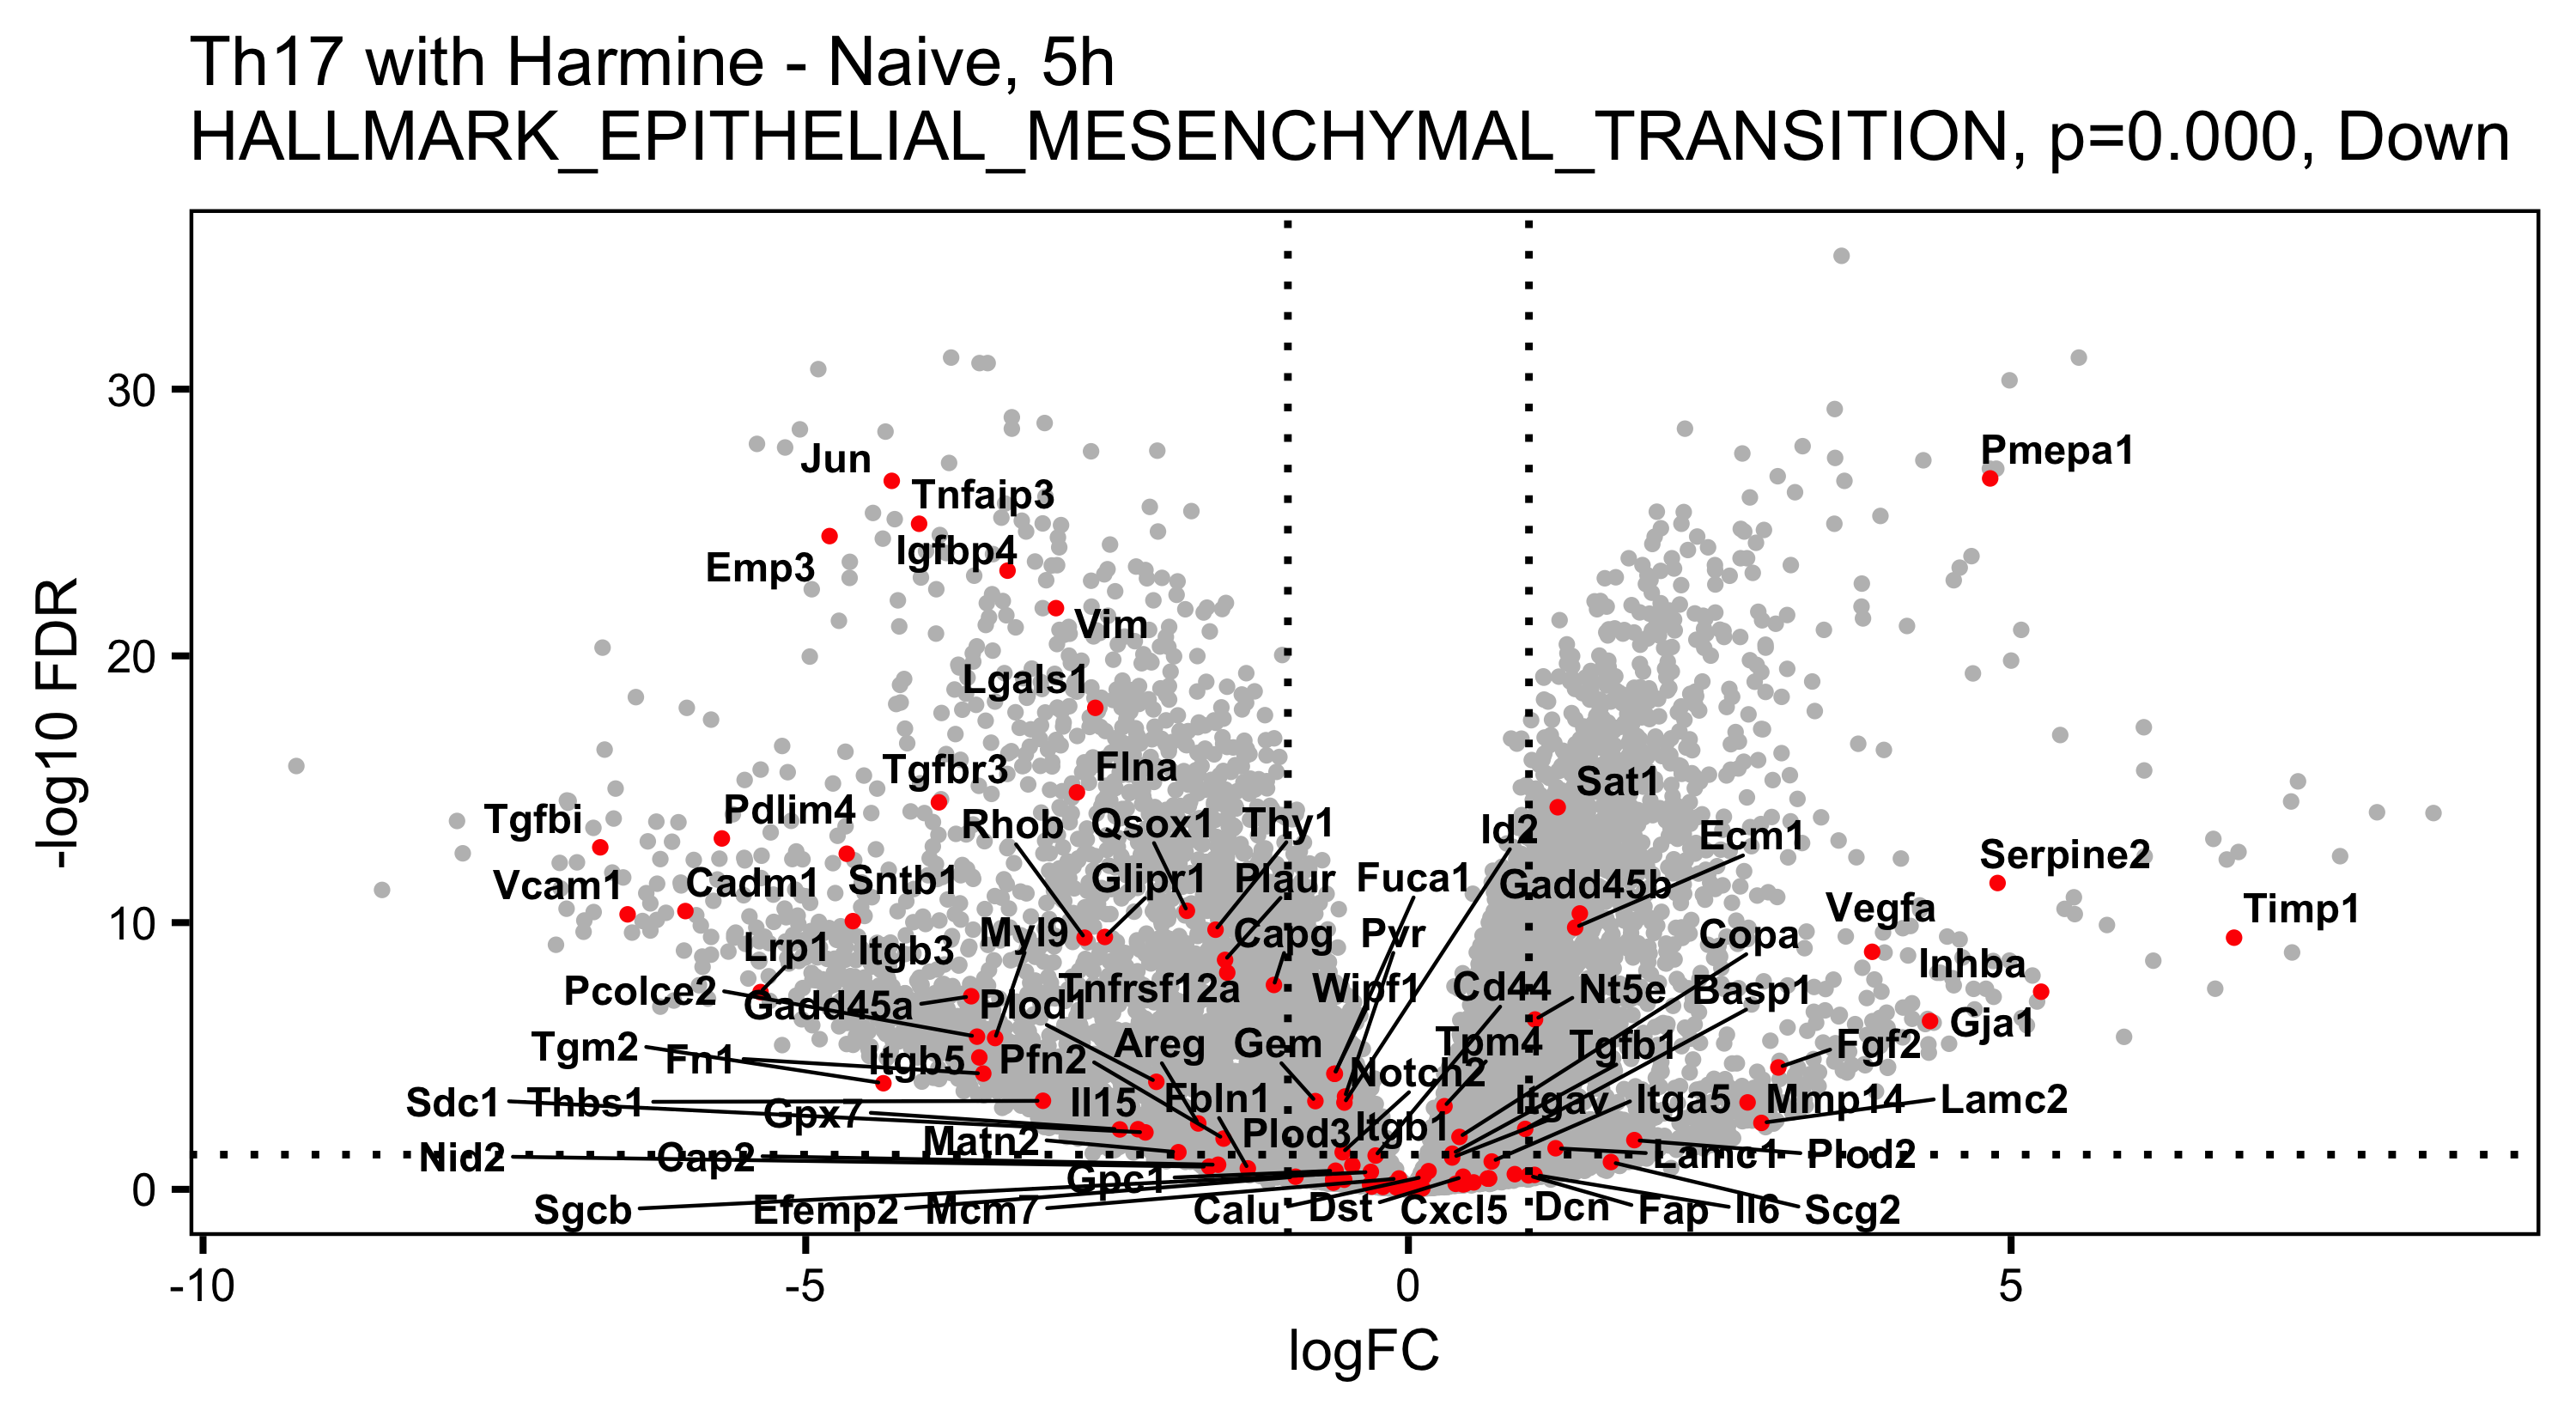 Th17 with Harmine - Naive, 5h
HALLMARK_EPITHELIAL_MESENCHYMAL_TRANSITION, p=0.000, Down
-log10 FDR
30
20
10
0
Jun
Pmepa1
Tnfaip3
Igfbp4
Emp3
Vim
Lgals1
Tgfbr3
Flna
Sat1
Tgfbi
Pdlim4
Rhob
Qsox1
Thy1
Id2
Ecm1
Serpine2
Vcam1
Cadm1
Sntb1
Glipr1
Plaur
Fuca1
Gadd45b
Vegfa
Timp1
Lrp1
Itgb3
Myl9
Capg
Pvr
Copa
Inhba
Pcolce2
Gadd45a
Plod1
Tnfrsf12a
Wipf1
Cd44
Nt5e
Basp1
Gja1
Tgm2
Fn1
Itgb5
Pfn2
Areg
Gem
Notch2
Tpm4
Tgfb1
Fgf2
Sdc1
Thbs1
Gpx7
Il15
Fbln1
Plod3
Itgb1
Itgav
Itga5
Mmp14
Lamc2
Nid2
Cap2
Matn2
Gpc1
Lamc1
Plod2
Sgcb
Efemp2
Mcm7
Calu
Dst
Cxcl5
Dcn
Fap
Il6
Scg2
-10
-5
0
5
logFC